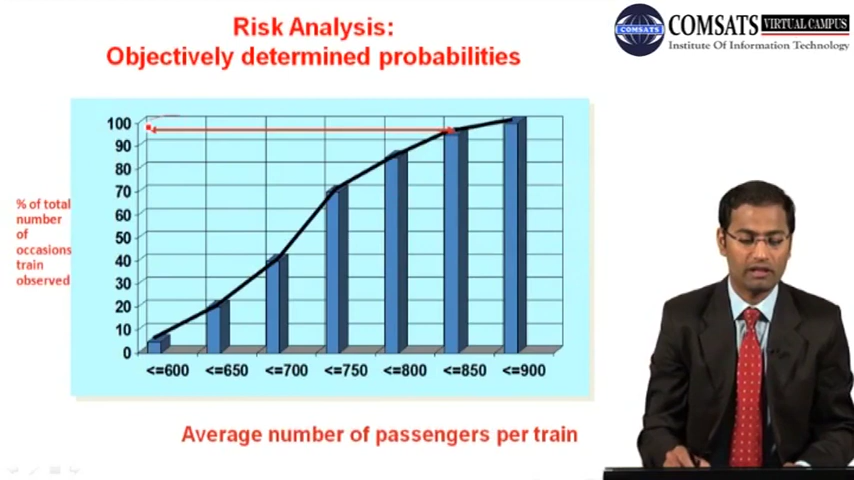 Risk Analysis:
Objectively determined probabilities
COMSATS
COMSATS VIRTUAL CAMPUS
Institute Of Information Technology
100
90
80
70
60
50
40
30
20
10
0
% of total
number
of
occasions
train
observed
<=600 <=650 <=700 <=750 <=800 <=850 <=900
Average number of passengers per train